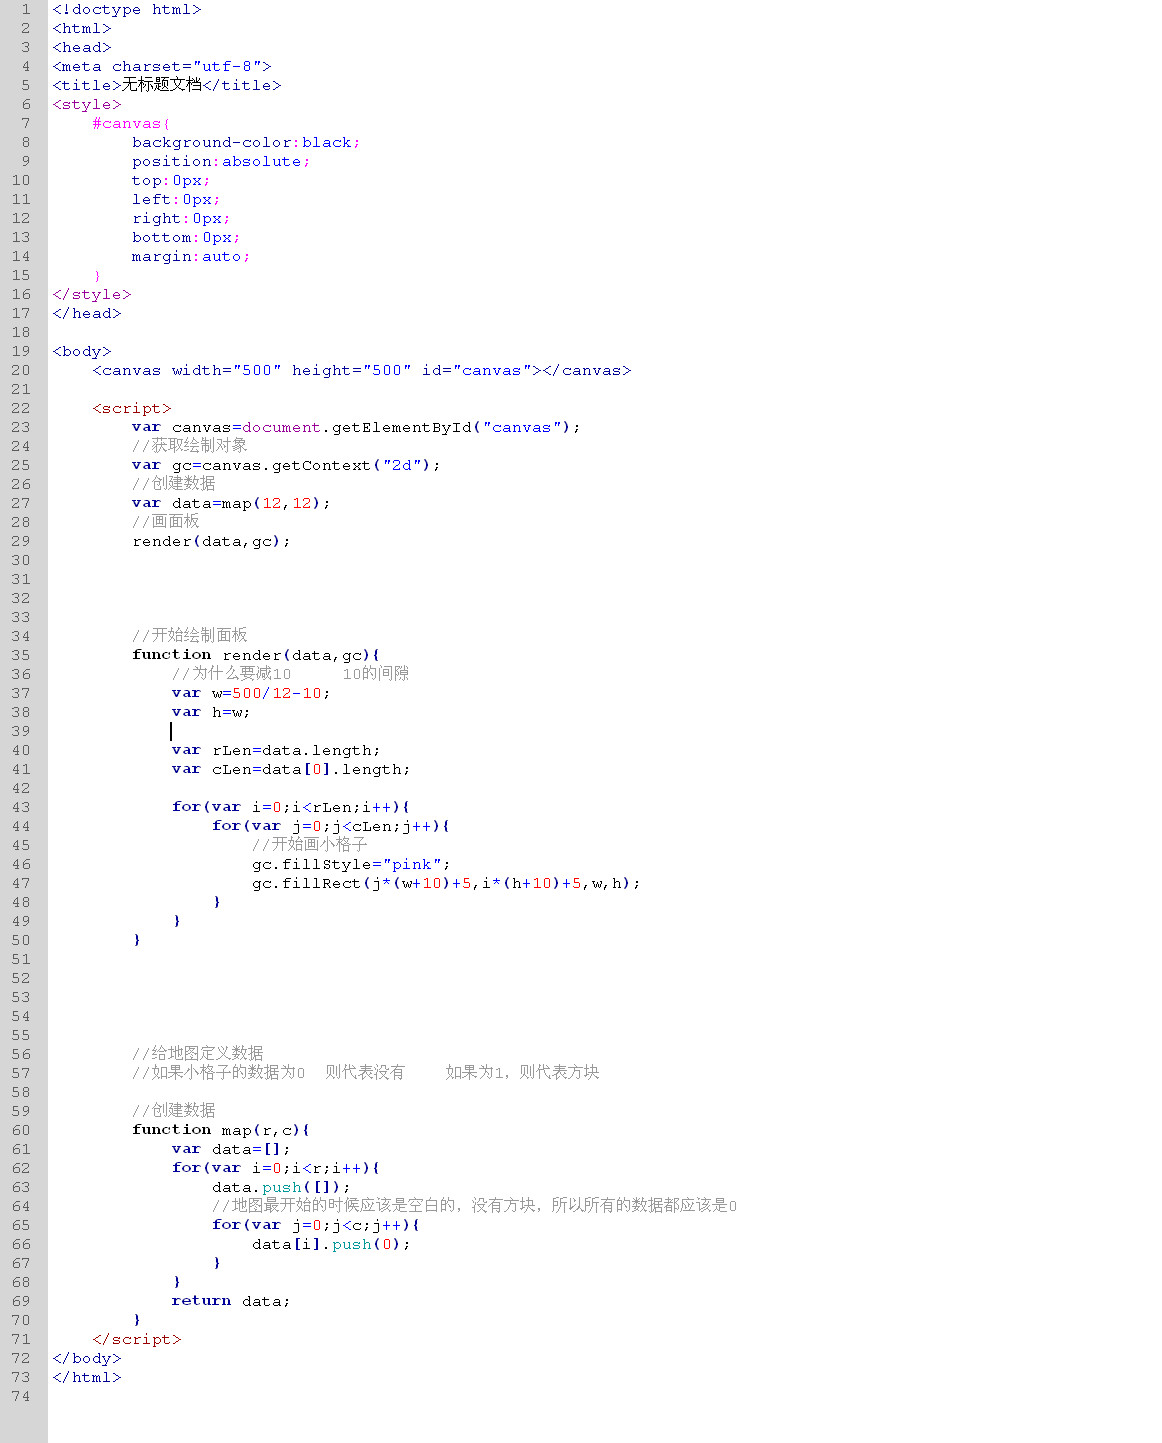 1 <!doctype html>
2 <html>
3 <head>
4 <meta charset="utf-8">
5 <title>无标题文档</title>
6 <style>
7     #canvas{
8         background-color:black;
9         position:absolute;
10         top:0px;
11         left:0px;
12         right:0px;
13         bottom:0px;
14         margin:auto;
15     }
16 </style>
17 </head>
18
19 <body>
20     <canvas width="500" height="500" id="canvas"></canvas>
21
22     <script>
23         var canvas=document.getElementById("canvas");
24         //获取绘制对象
25         var gc=canvas.getContext("2d");
26         //创建数据
27         var data=map(12,12);
28         //画面板
29         render(data,gc);
30
31
32
33
34         //开始绘制面板
35         function render(data,gc){
36             //为什么要减10     10的间隙
37             var w=500/12-10;
38             var h=w;
39
40             var rLen=data.length;
41             var cLen=data[0].length;
42
43             for(var i=0;i<rLen;i++){
44                 for(var j=0;j<cLen;j++){
45                     //开始画小格子
46                     gc.fillStyle="pink";
47                     gc.fillRect(j*(w+10)+5,i*(h+10)+5,w,h);
48                 }
49             }
50         }
51
52
53
54
55
56         //给地图定义数据
57         //如果小格子的数据为0  则代表没有    如果为1，则代表方块
58
59         //创建数据
60         function map(r,c){
61             var data=[];
62             for(var i=0;i<r;i++){
63                 data.push([]);
64                 //地图最开始的时候应该是空白的，没有方块，所以所有的数据都应该是0
65                 for(var j=0;j<c;j++){
66                     data[i].push(0);
67                 }
68             }
69             return data;
70         }
71     </script>
72 </body>
73 </html>
74